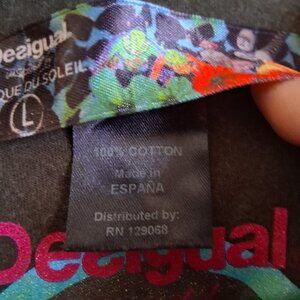 Desigual
QUE DU SOLEIL
L
100% COTTON
Made in
ESPAÑA
Distributed by:
RN 129068
Desigual